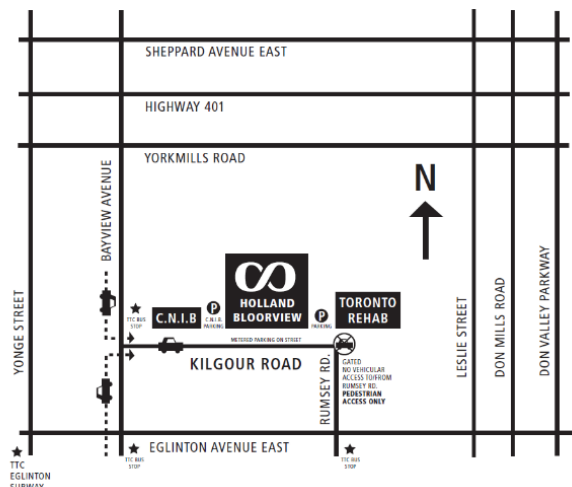 SHEPPARD AVENUE EAST
HIGHWAY 401
YORKMILLS ROAD
N
BAYVIEW AVENUE
YONGE STREET
LESLIE STREET
DON MILLS ROAD
DON VALLEY PARKWAY
TTC BUS
STOP
C.N.I.B
P
C.N.I.B.
PARKING
HOLLAND
BLOORVIEW
P
PARKING
TORONTO
REHAB
METERED PARKING ON STREET
KILGOUR ROAD
RUMSEY RD.
GATED
NO VEHICULAR
ACCESS TO/FROM
RUMSEY RD.
PEDESTRIAN
ACCESS ONLY
EGLINTON AVENUE EAST
TTC BUS
STOP
TTC BUS
STOP
TTC
EGLINTON
SUBWAY